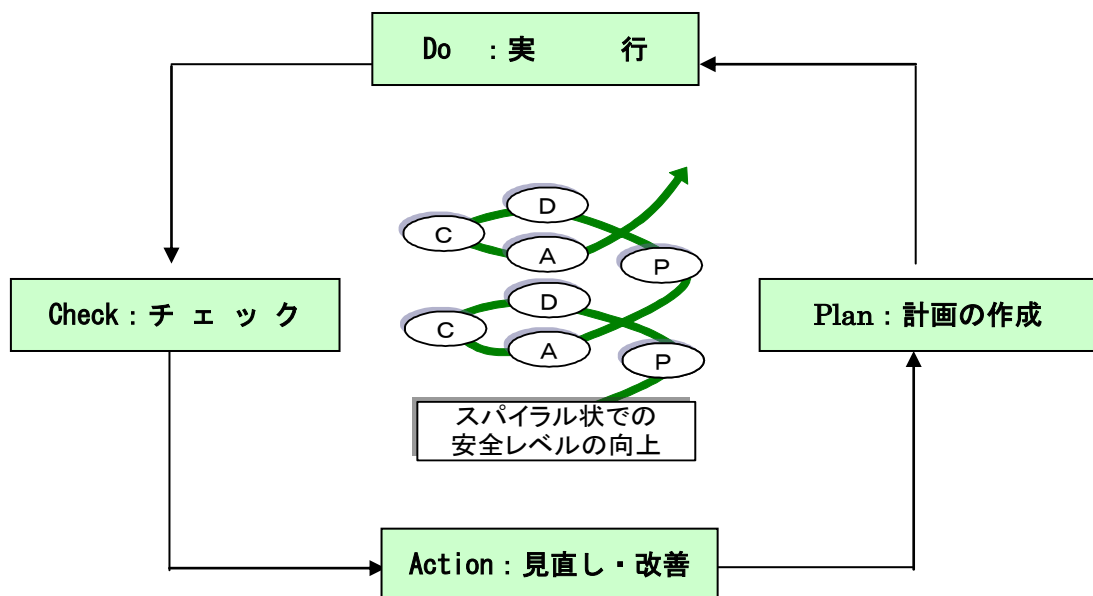 Do ：実　　行
D
C
A
P
D
C
A
P
Check：チ ェ ッ ク
Plan：計画の作成
スパイラル状での
安全レベルの向上
Action：見直し・改善